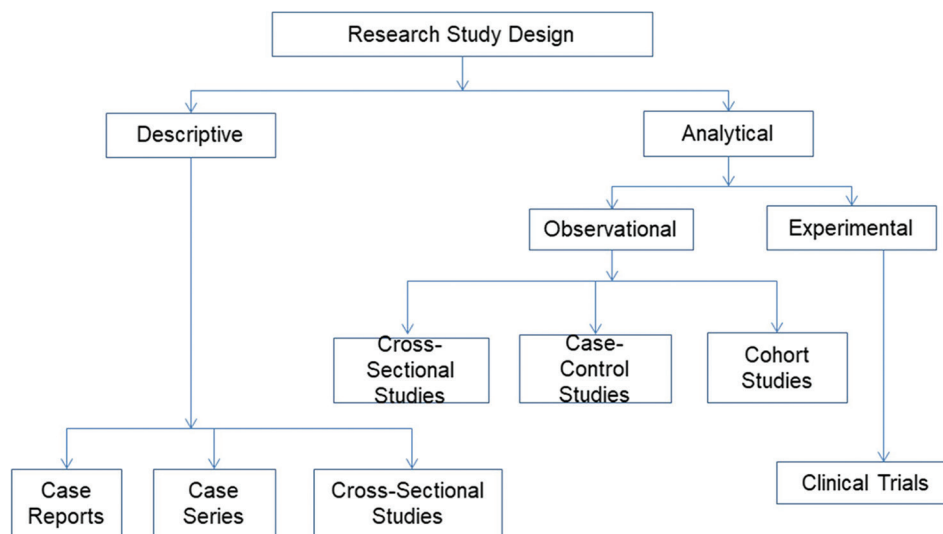 Research Study Design
Descriptive
Analytical
Observational
Experimental
Cross-
Sectional
Studies
Case-
Control
Studies
Cohort
Studies
Case
Reports
Case
Series
Cross-Sectional
Studies
Clinical Trials